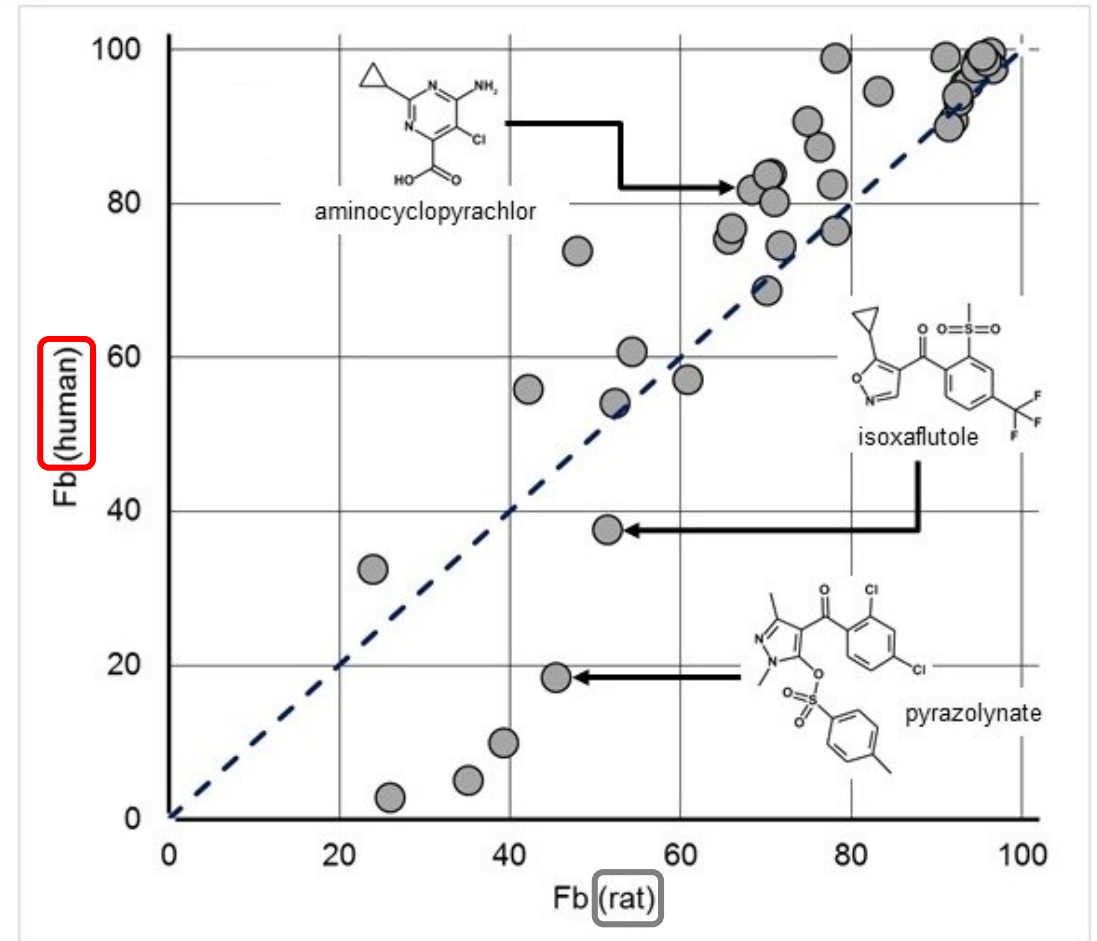 100
80
60
40
20
0
0 20 40 60 80 100
Fb (human)
Fb (rat)
N
NH2
N
Cl
HO
O
aminocyclopyrachlor
O
O=S=O
O
N
F
F
F
isoxaflutole
O
Cl
N
N
Cl
O
O
S
O
pyrazolynate